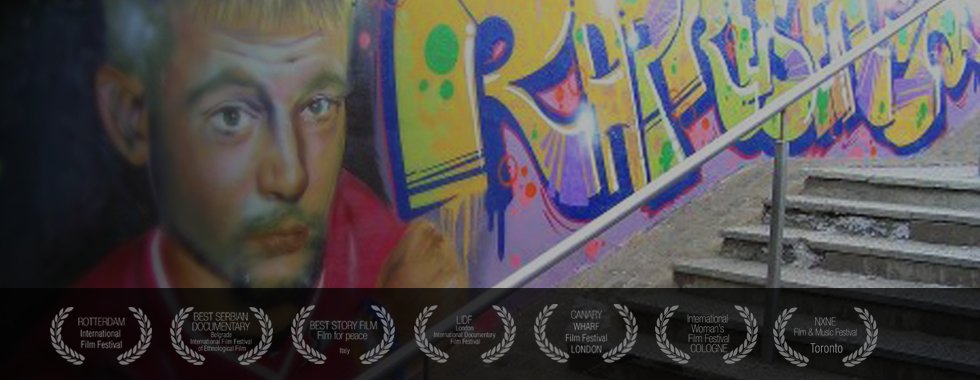 ROTTERDAM
International
Film Festival
BEST SERBIAN
DOCUMENTARY
Belgrade
International Film Festival
of Ethnological Film
BEST STORY FILM
Film for peace
Italy
LIDF
London
International Documentary
Film Festival
CANARY
WHARF
Film Festival
LONDON
International
Woman's
Film Festival
COLOGNE
NXNE
Film & Music Festival
Toronto